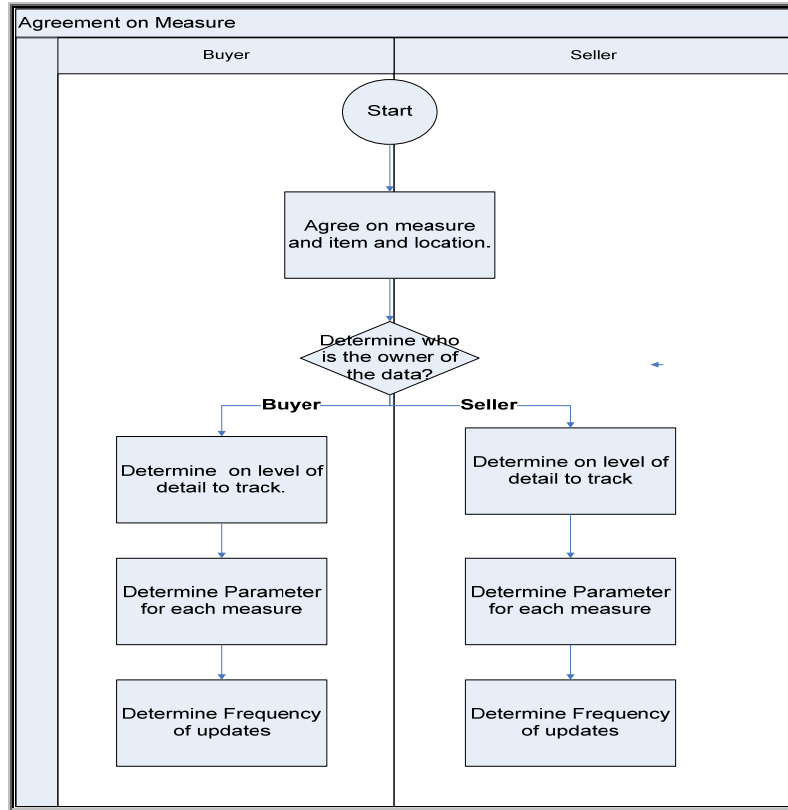 Agreement on Measure
Buyer
Seller
Start
Agree on measure
and item and location.
Determine who
is the owner of
the data?
Buyer
Seller
Determine  on level of
detail to track.
Determine on level of
detail to track
Determine Parameter
for each measure
Determine Parameter
for each measure
Determine Frequency
of updates
Determine Frequency
of updates